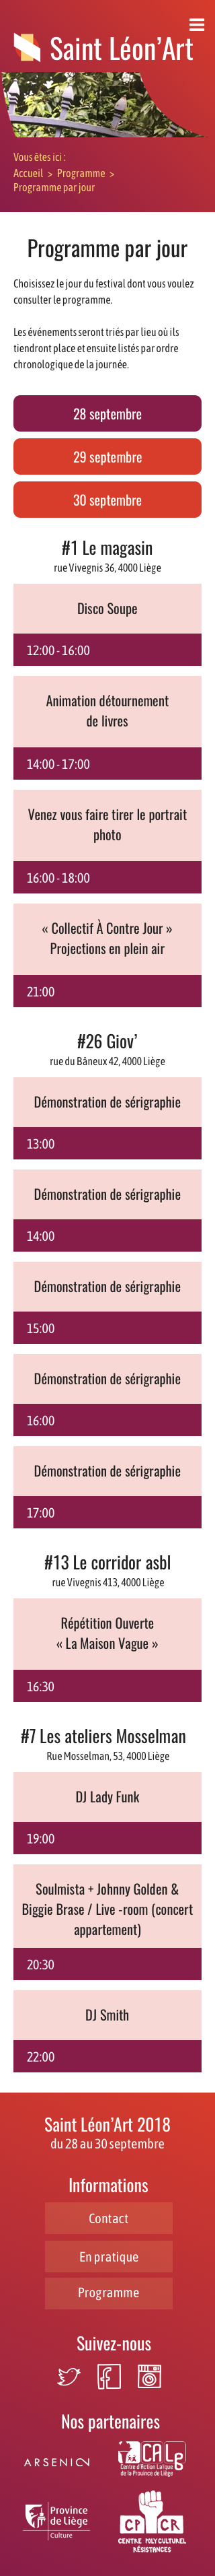 Saint Léon’Art
Vous êtes ici :
Accueil > Programme >
Programme par jour
Programme par jour
Choisissez le jour du festival dont vous voulez
consulter le programme.
Les événements seront triés par lieu où ils
tiendront place et ensuite listés par ordre
chronologique de la journée.
28 septembre
29 septembre
30 septembre
#1 Le magasin
rue Vivegnis 36, 4000 Liège
Disco Soupe
12:00 - 16:00
Animation détournement
de livres
14:00 - 17:00
Venez vous faire tirer le portrait
photo
16:00 - 18:00
« Collectif À Contre Jour »
Projections en plein air
21:00
#26 Giov’
rue du Bâneux 42, 4000 Liège
Démonstration de sérigraphie
13:00
Démonstration de sérigraphie
14:00
Démonstration de sérigraphie
15:00
Démonstration de sérigraphie
16:00
Démonstration de sérigraphie
17:00
#13 Le corridor asbl
rue Vivegnis 413, 4000 Liège
Répétition Ouverte
« La Maison Vague »
16:30
#7 Les ateliers Mosselman
Rue Mosselman, 53, 4000 Liège
DJ Lady Funk
19:00
Soulmista + Johnny Golden &
Biggie Brase / Live -room (concert
appartement)
20:30
DJ Smith
22:00
Saint Léon’Art 2018
du 28 au 30 septembre
Informations
Contact
En pratique
Programme
Suivez-nous
Nos partenaires
ARSENIC
CALLg
Centre d'Action Laïque
de la Province de Liège
Province
de Liège
Culture
CPCR
CENTRE POLYCULTUREL
RÉSISTANCES